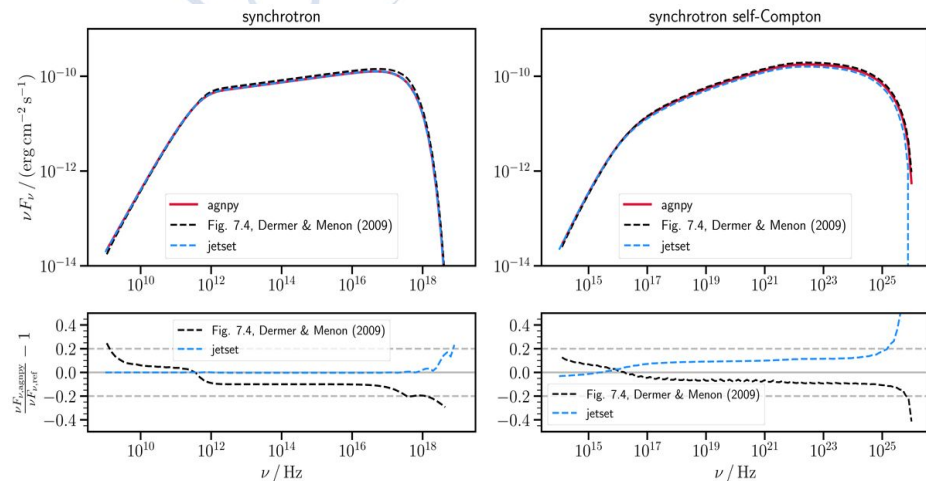 synchrotron
synchrotron self-Compton
νF_ν / (erg cm⁻² s⁻¹)
10⁻¹⁰
10⁻¹²
10⁻¹⁴
agnpy
Fig. 7.4, Dermer & Menon (2009)
jetset
10¹⁰ 10¹² 10¹⁴ 10¹⁶ 10¹⁸
10⁻¹⁰
10⁻¹²
10⁻¹⁴
agnpy
Fig. 7.4, Dermer & Menon (2009)
jetset
10¹⁵ 10¹⁷ 10¹⁹ 10²¹ 10²³ 10²⁵
νF_ν,agnpy / νF_ν,ref − 1
0.4
0.2
0.0
−0.2
−0.4
Fig. 7.4, Dermer & Menon (2009)
jetset
10¹⁰ 10¹² 10¹⁴ 10¹⁶ 10¹⁸
ν / Hz
0.4
0.2
0.0
−0.2
−0.4
Fig. 7.4, Dermer & Menon (2009)
jetset
10¹⁵ 10¹⁷ 10¹⁹ 10²¹ 10²³ 10²⁵
ν / Hz